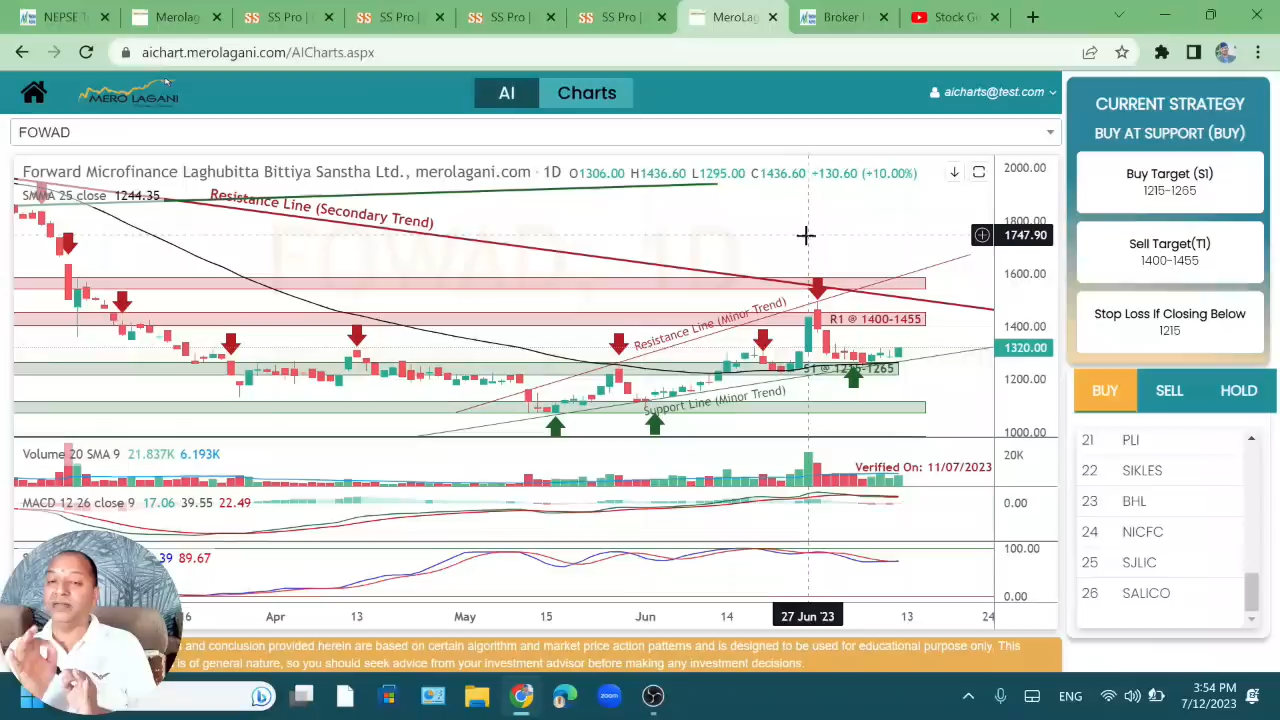 NEPSE
SS Pro
SS Pro
SS Pro
MeroLag
Broker I
Stock G
aichart.merolagani.com/AICharts.aspx
MERO LAGANI
AI
Charts
aicharts@test.com
FOWAD
Forward Microfinance Laghubitta Bittiya Sanstha Ltd., merolagani.com · 1D O1306.00 H1436.60 L1295.00 C1436.60 +130.60 (+10.00%)
SMMA 25 close 1244.35
Resistance Line (Secondary Trend)
Resistance Line (Minor Trend)
R1 @ 1400-1455
S1 @ 1215-1265
Support Line (Minor Trend)
2000.00
1800.00
1747.90
1600.00
1400.00
1320.00
1200.00
1000.00
Volume 20 SMA 9 21.837K 6.193K
20K
Verified On: 11/07/2023
MACD 12 26 close 9 17.06 39.55 22.49
0.00
39 89.67
100.00
0.00
16
Apr
13
May
15
Jun
14
27 Jun '23
13
24
and conclusion provided herein are based on certain algorithm and market price action patterns and is designed to be used for educational purpose only. This
is of general nature, so you should seek advice from your investment advisor before making any investment decisions.
CURRENT STRATEGY
BUY AT SUPPORT (BUY)
Buy Target (S1)
1215-1265
Sell Target(T1)
1400-1455
Stop Loss If Closing Below
1215
BUY
SELL
HOLD
21 PLI
22 SIKLES
23 BHL
24 NICFC
25 SJLIC
26 SALICO
zoom
ENG
3:54 PM
7/12/2023